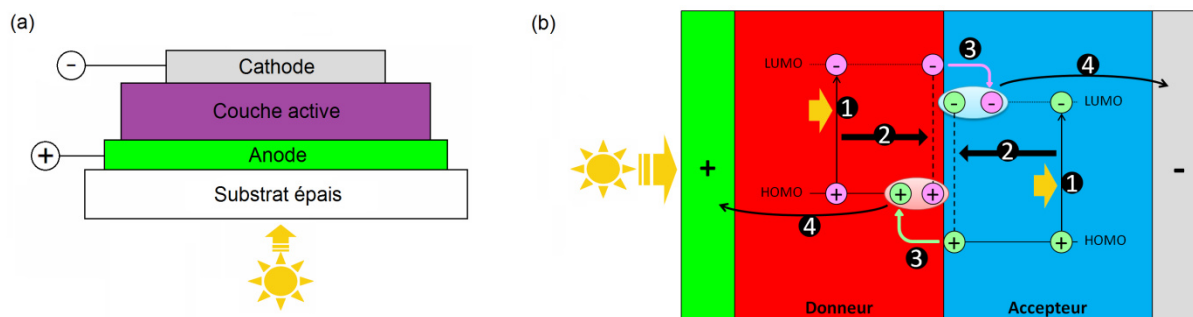 (a)
-
Cathode
Couche active
+
Anode
Substrat épais
(b)
3
4
LUMO - -
- - - LUMO
1
2
2
+ -
1
HOMO + + +
4
3
+ + HOMO
Donneur Accepteur